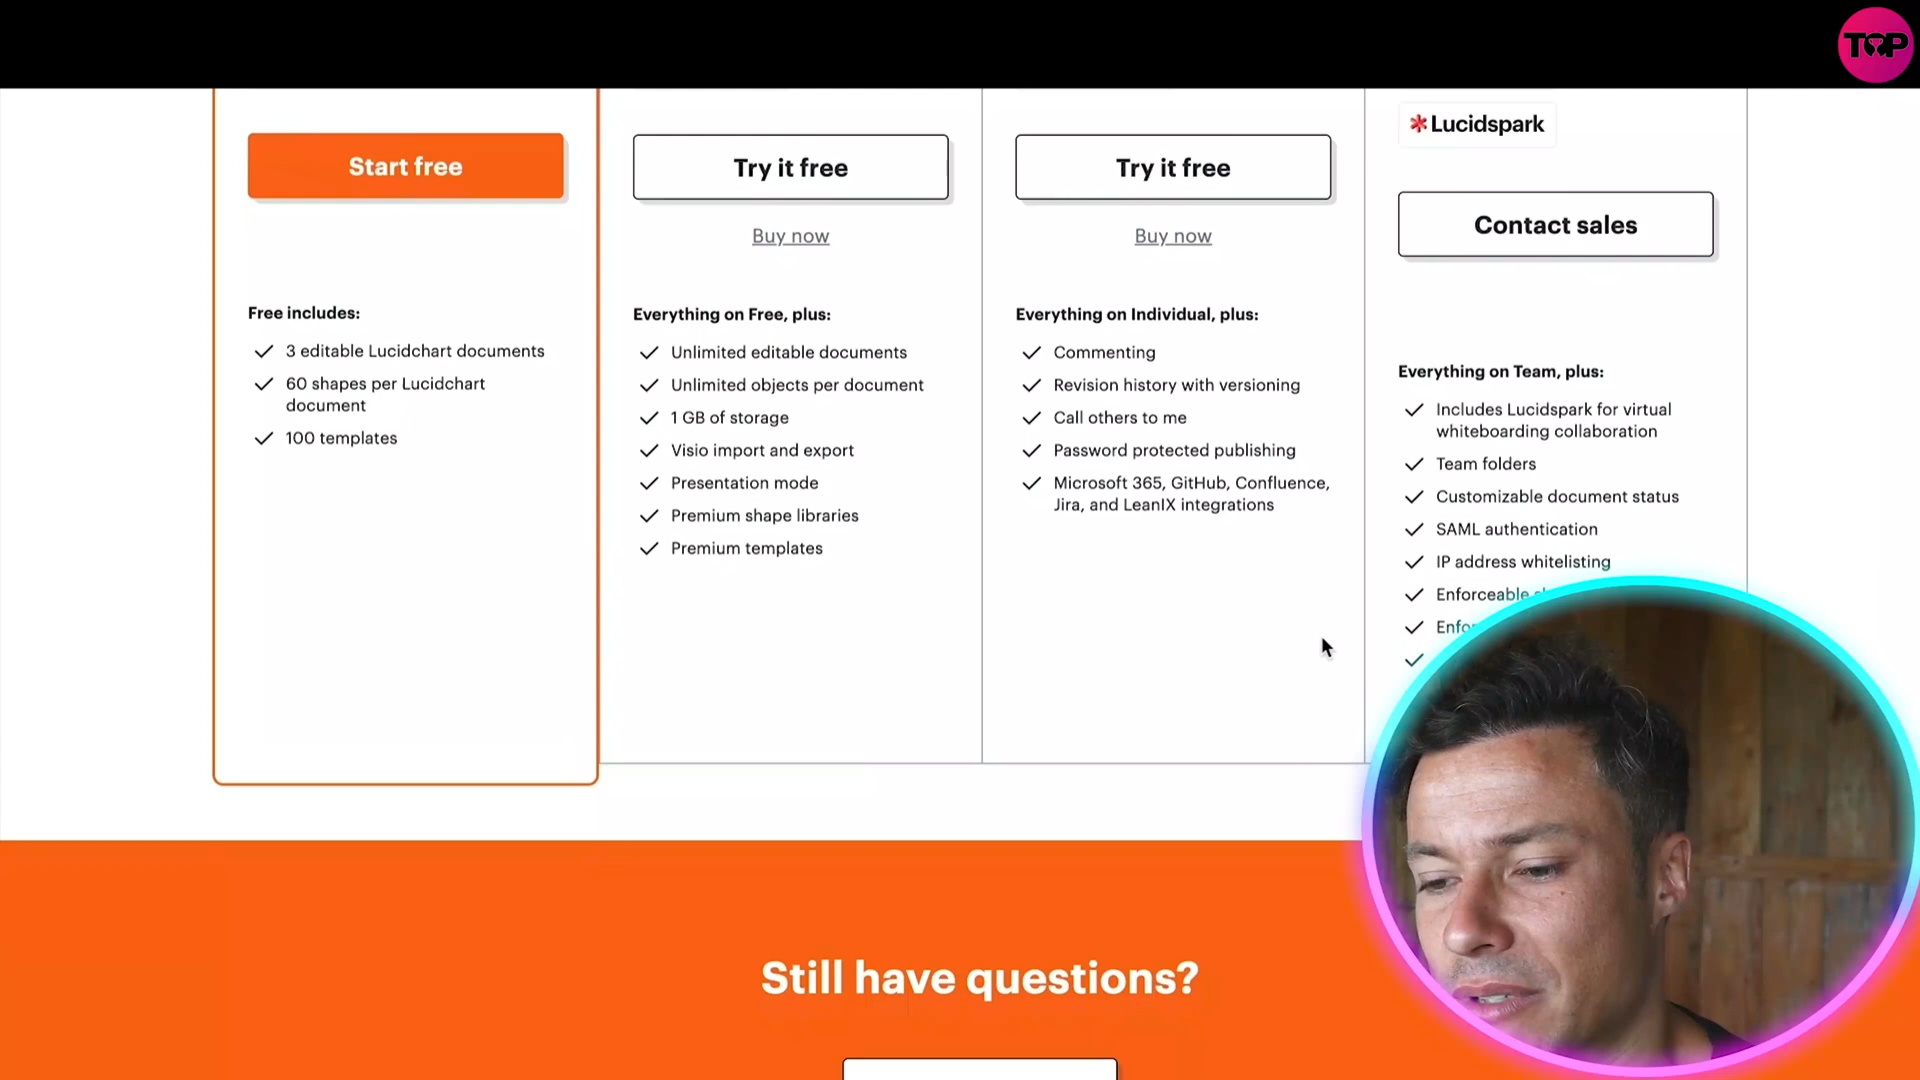 TOP
Lucidspark
Start free
Try it free
Try it free
Contact sales
Buy now
Buy now
Free includes:
3 editable Lucidchart documents
60 shapes per Lucidchart
document
100 templates
Everything on Free, plus:
Unlimited editable documents
Unlimited objects per document
1 GB of storage
Visio import and export
Presentation mode
Premium shape libraries
Premium templates
Everything on Individual, plus:
Commenting
Revision history with versioning
Call others to me
Password protected publishing
Microsoft 365, GitHub, Confluence,
Jira, and LeanIX integrations
Everything on Team, plus:
Includes Lucidspark for virtual
whiteboarding collaboration
Team folders
Customizable document status
SAML authentication
IP address whitelisting
Enforceable
Still have questions?